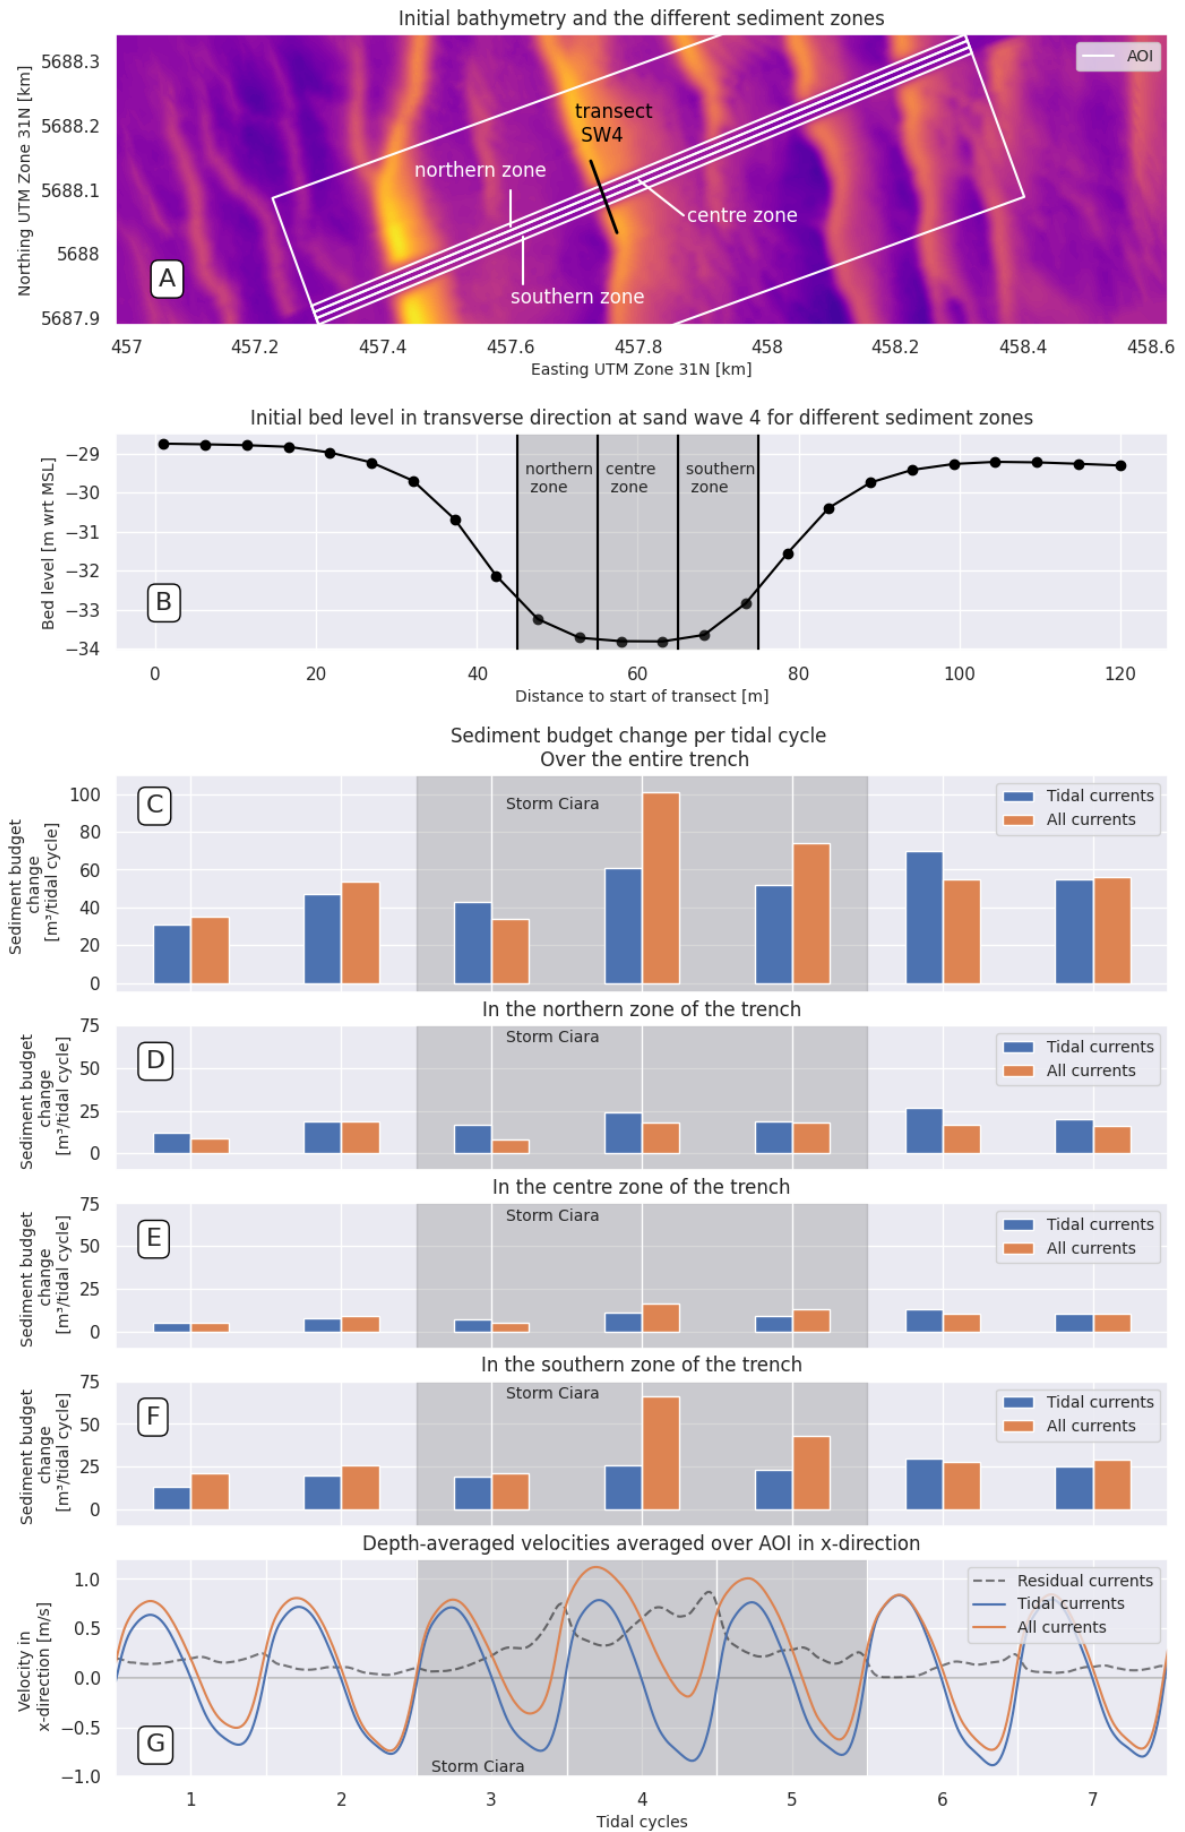 Initial bathymetry and the different sediment zones
Northing UTM Zone 31N [km]
5688.3
5688.2
5688.1
5688
5687.9
AOI
transect
SW4
northern zone
centre zone
southern zone
A
457
457.2
457.4
457.6
457.8
458
458.2
458.4
458.6
Easting UTM Zone 31N [km]
Initial bed level in transverse direction at sand wave 4 for different sediment zones
Bed level [m wrt MSL]
−29
−30
−31
−32
−33
−34
northern
zone
centre
zone
southern
zone
B
0
20
40
60
80
100
120
Distance to start of transect [m]
Sediment budget change per tidal cycle
Over the entire trench
Sediment budget
change
[m³/tidal cycle]
100
80
60
40
20
0
C
Storm Ciara
Tidal currents
All currents
In the northern zone of the trench
Sediment budget
change
[m³/tidal cycle]
75
50
25
0
D
Storm Ciara
Tidal currents
All currents
In the centre zone of the trench
Sediment budget
change
[m³/tidal cycle]
75
50
25
0
E
Storm Ciara
Tidal currents
All currents
In the southern zone of the trench
Sediment budget
change
[m³/tidal cycle]
75
50
25
0
F
Storm Ciara
Tidal currents
All currents
Depth-averaged velocities averaged over AOI in x-direction
Velocity in
x-direction [m/s]
1.0
0.5
0.0
−0.5
−1.0
G
Storm Ciara
Residual currents
Tidal currents
All currents
1
2
3
4
5
6
7
Tidal cycles